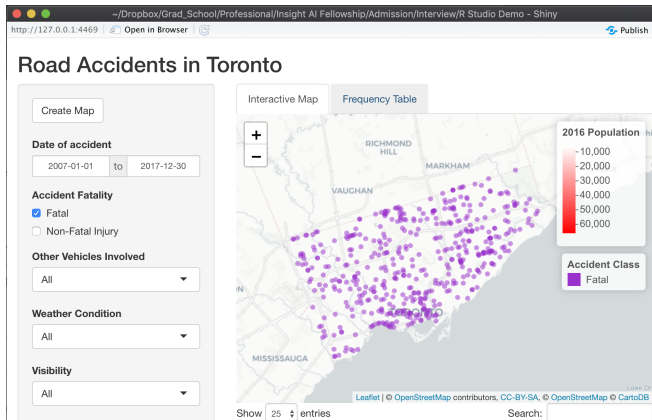 ~/Dropbox/Grad_School/Professional/Insight AI Fellowship/Admission/Interview/R Studio Demo - Shiny
http://127.0.0.1:4469 Open in Browser Publish
Road Accidents in Toronto
Create Map
Date of accident
2007-01-01 to 2017-12-30
Accident Fatality
Fatal
Non-Fatal Injury
Other Vehicles Involved
All
Weather Condition
All
Visibility
All
Interactive Map Frequency Table
+
−
RICHMOND
HILL
MARKHAM
VAUGHAN
TORONTO
MISSISSAUGA
2016 Population
10,000
20,000
30,000
40,000
50,000
60,000
Accident Class
Fatal
Leaflet | © OpenStreetMap contributors, CC-BY-SA, © OpenStreetMap © CartoDB
Show 25 entries Search: